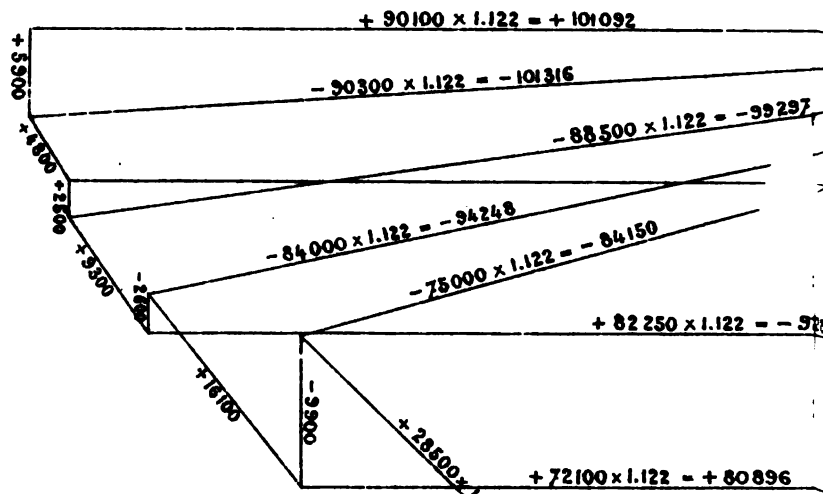 + 90100 × 1.122 = + 101092
+ 5900
- 90300 × 1.122 = - 101316
+ 4800
- 88500 × 1.122 = - 99297
+ 2500
- 84000 × 1.122 = - 94248
+ 9300
- 75000 × 1.122 = - 84150
+ 82250 × 1.122 =
+ 16100
- 9900
+ 28500 ×
+ 72100 × 1.122 = + 80896